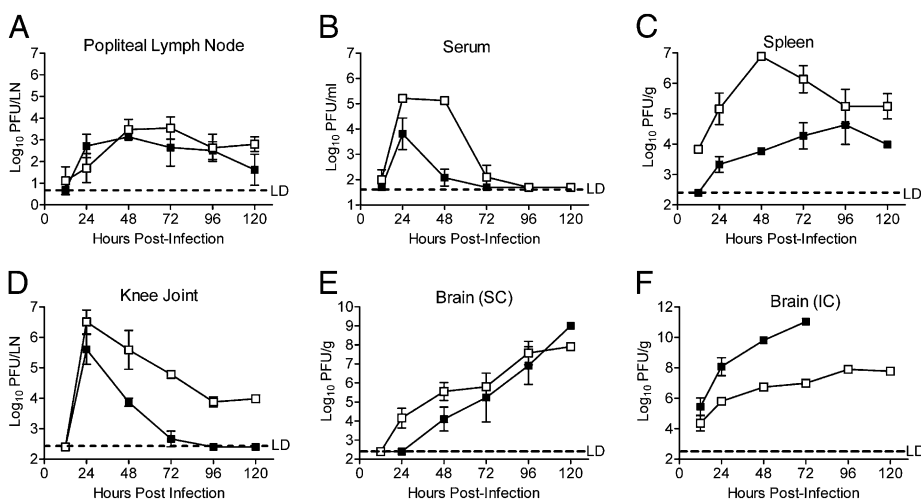 A
Popliteal Lymph Node
Log10 PFU/LN
7
6
5
4
3
2
1
0
LD
0 24 48 72 96 120
Hours Post-Infection
B
Serum
Log10 PFU/ml
7
6
5
4
3
2
1
LD
0 24 48 72 96 120
Hours Post-Infection
C
Spleen
Log10 PFU/g
7
6
5
4
3
2
LD
0 24 48 72 96 120
Hours Post-Infection
D
Knee Joint
Log10 PFU/LN
7
6
5
4
3
2
LD
0 24 48 72 96 120
Hours Post Infection
E
Brain (SC)
Log10 PFU/g
10
9
8
7
6
5
4
3
2
LD
0 24 48 72 96 120
Hours Post-Infection
F
Brain (IC)
Log10 PFU/g
12
10
8
6
4
2
LD
0 24 48 72 96 120
Hours Post-Infection